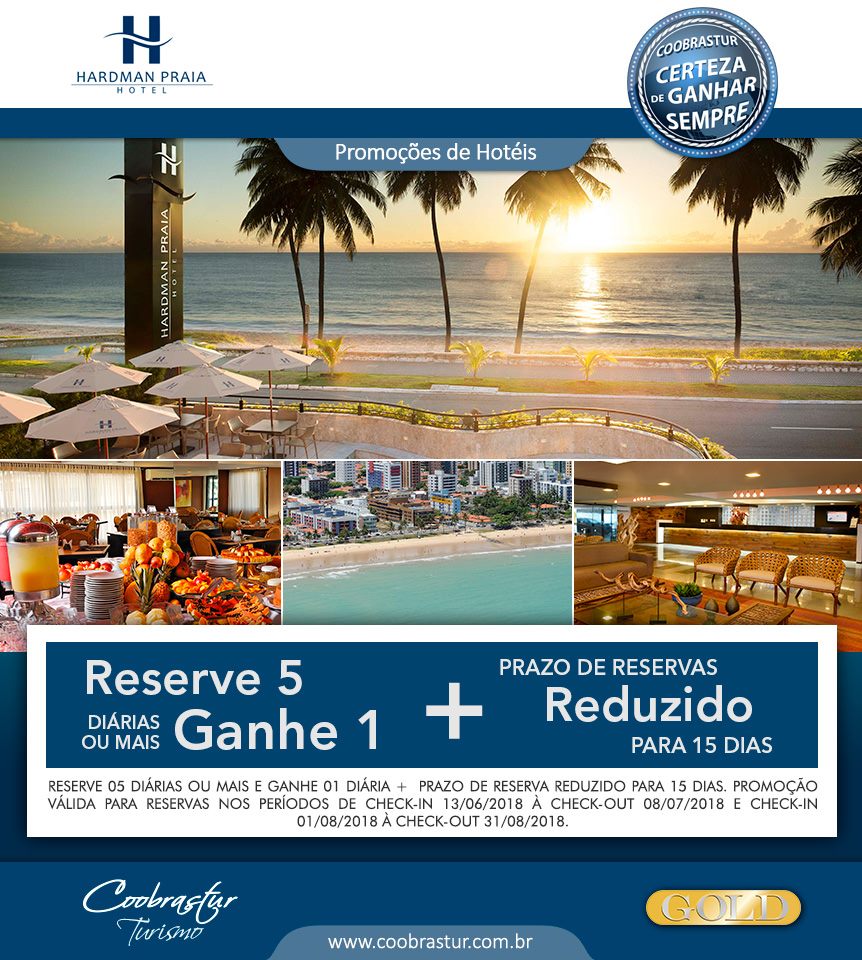 HARDMAN PRAIA
HOTEL
COOBRASTUR
CERTEZA
DE GANHAR
SEMPRE
Promoções de Hotéis
HARDMAN PRAIA
HOTEL
Reserve 5
DIÁRIAS
OU MAIS
Ganhe 1
+
PRAZO DE RESERVAS
Reduzido
PARA 15 DIAS
RESERVE 05 DIÁRIAS OU MAIS E GANHE 01 DIÁRIA + PRAZO DE RESERVA REDUZIDO PARA 15 DIAS. PROMOÇÃO
VÁLIDA PARA RESERVAS NOS PERÍODOS DE CHECK-IN 13/06/2018 À CHECK-OUT 08/07/2018 E CHECK-IN
01/08/2018 À CHECK-OUT 31/08/2018.
Coobrastur
Turismo
GOLD
www.coobrastur.com.br